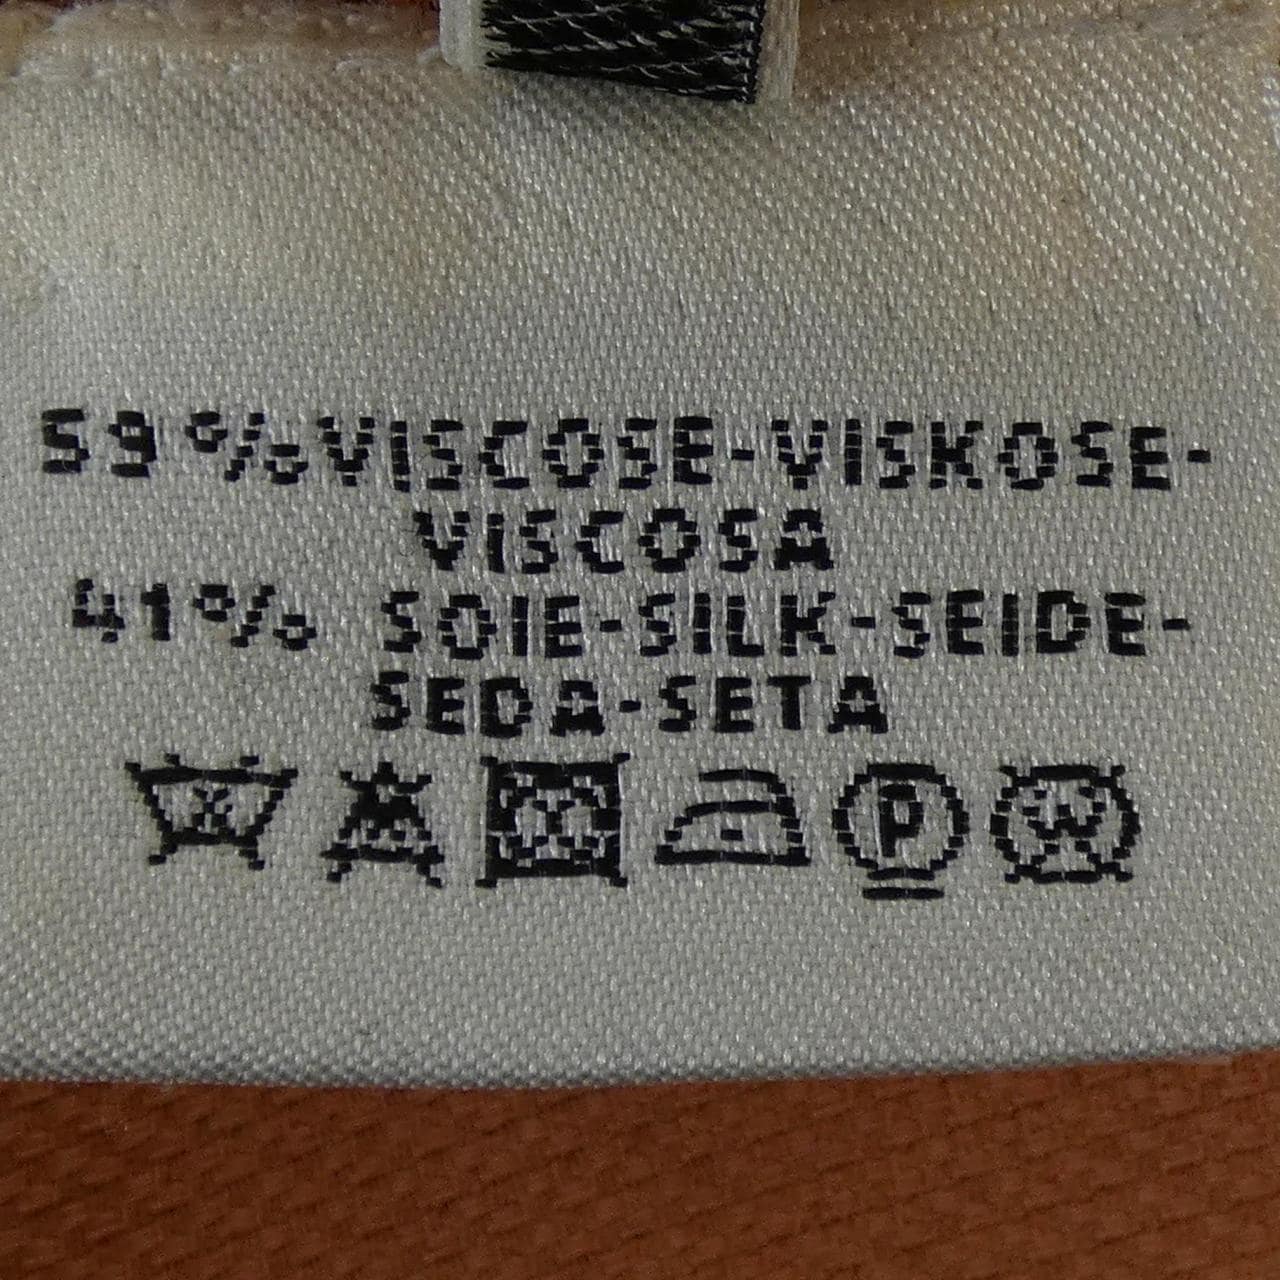 59%VISCOSE-VISKOSE-
VISCOSA
41% SOIE-SILK-SEIDE-
SEDA-SETA
P W